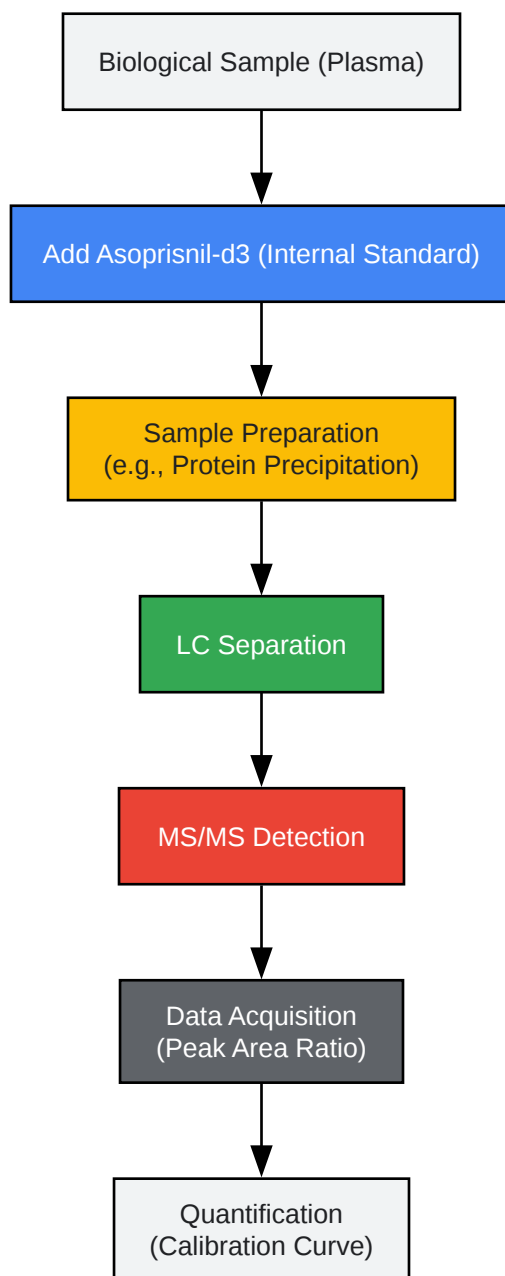 Biological Sample (Plasma)
Add Asoprisnil-d3 (Internal Standard)
Sample Preparation
(e.g., Protein Precipitation)
LC Separation
MS/MS Detection
Data Acquisition
(Peak Area Ratio)
Quantification
(Calibration Curve)